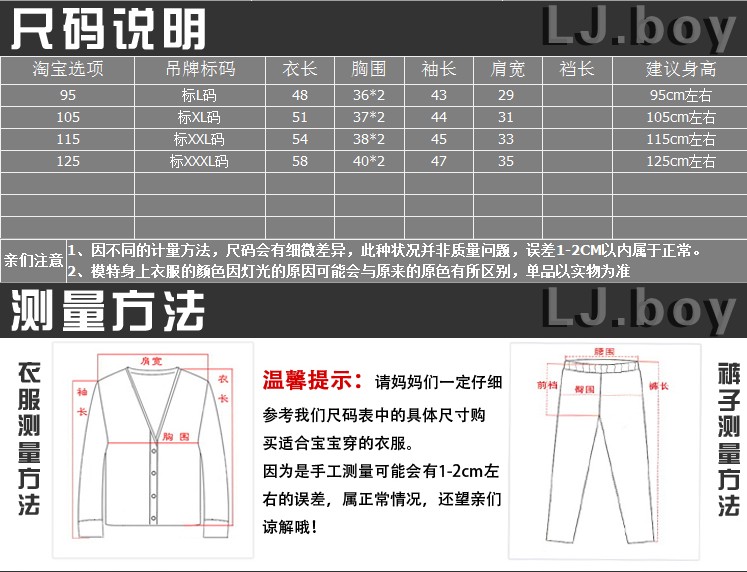 尺码说明
LJ.boy
淘宝选项 吊牌标码 衣长 胸围 袖长 肩宽 裆长 建议身高
95 标L码 48 36*2 43 29 95cm左右
105 标XL码 51 37*2 44 31 105cm左右
115 标XXL码 54 38*2 45 33 115cm左右
125 标XXXL码 58 40*2 47 35 125cm左右
亲们注意
1、因不同的计量方法，尺码会有细微差异，此种状况并非质量问题，误差1-2CM以内属于正常。
2、模特身上衣服的颜色因灯光的原因可能会与原来的原色有所区别，单品以实物为准
测量方法
LJ.boy
衣服测量方法
肩宽
袖长
衣长
胸围
温馨提示：请妈妈们一定仔细
参考我们尺码表中的具体尺寸购
买适合宝宝穿的衣服。
因为是手工测量可能会有1-2cm左
右的误差，属正常情况，还望亲们
谅解哦！
腰围
前裆
臀围
裤长
裤子测量方法